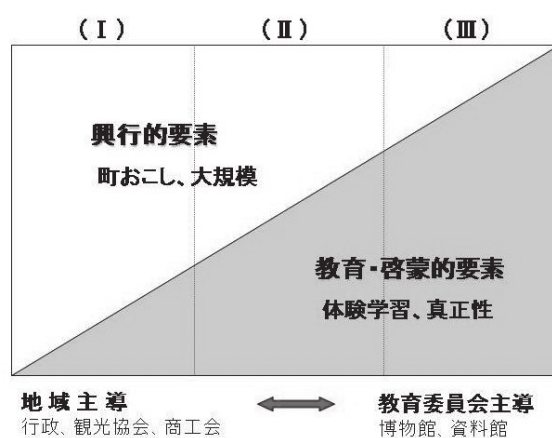 (Ⅰ) (Ⅱ) (Ⅲ)
興行的要素
町おこし、大規模
教育・啓蒙的要素
体験学習、真正性
地域主導
行政、観光協会、商工会
教育委員会主導
博物館、資料館